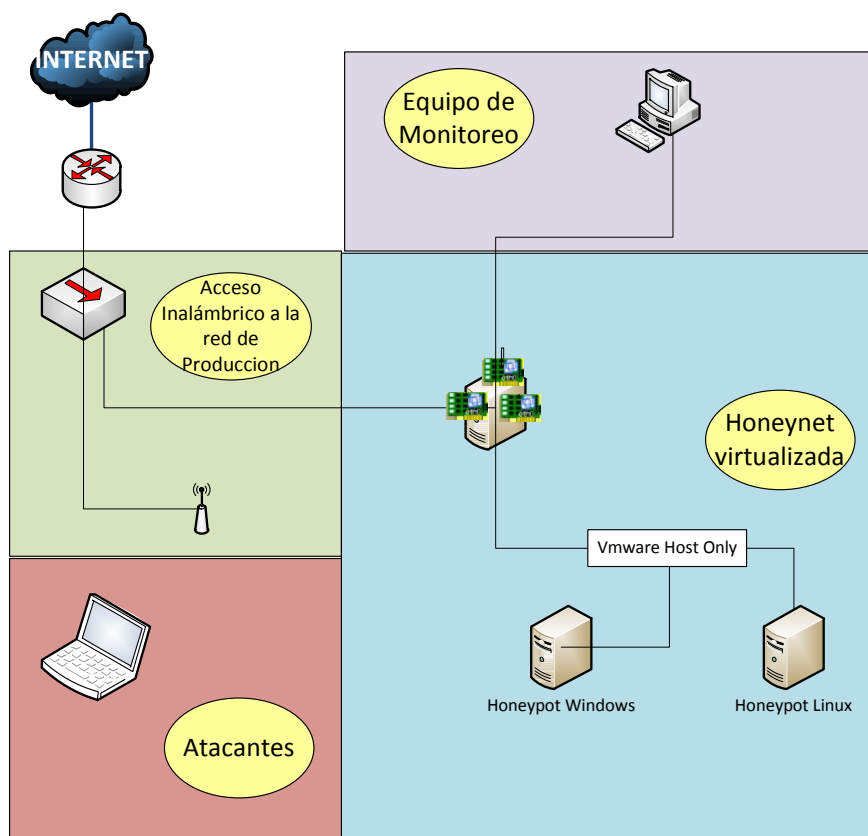 INTERNET
Equipo de
Monitoreo
Acceso
Inalámbrico a la
red de
Produccion
Honeynet
virtualizada
Vmware Host Only
Honeypot Windows
Honeypot Linux
Atacantes